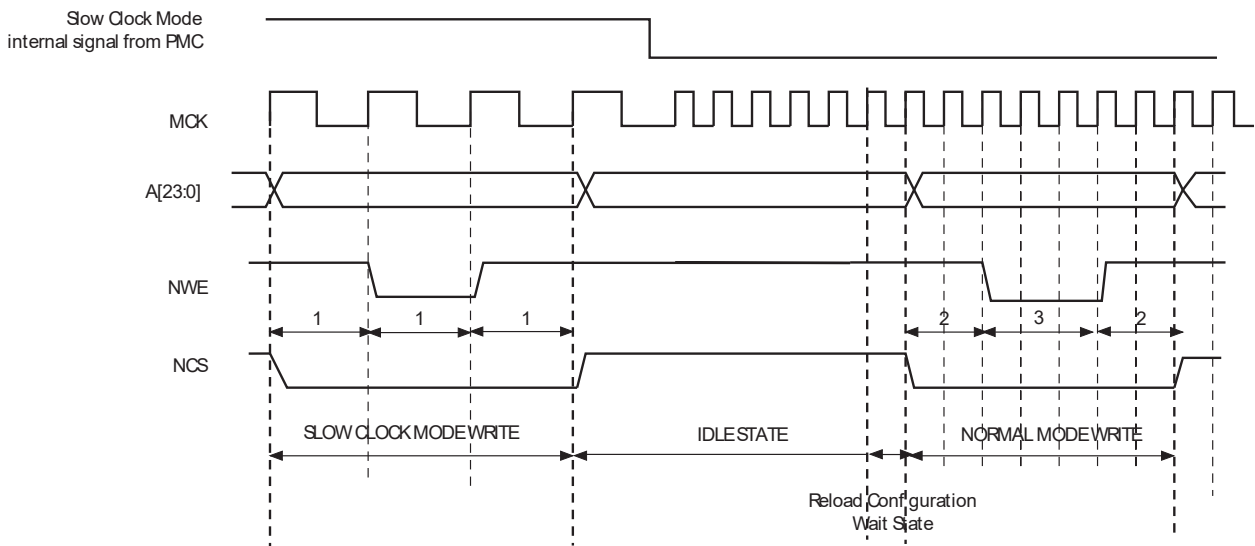 Slow Clock Mode
internal signal from PMC
MCK
A[23:0]
NWE
1 1 1 2 3 2
NCS
SLOW CLOCK MODE WRITE IDLE STATE NORMAL MODE WRITE
Reload Configuration
Wait State